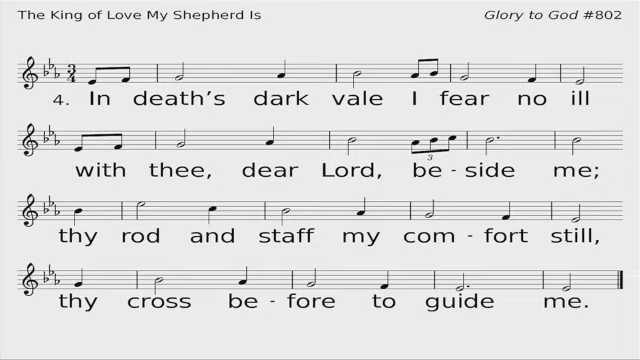 The King of Love My Shepherd Is Glory to God #802
4. In death's dark vale I fear no ill
with thee, dear Lord, be - side me;
3
thy rod and staff my com - fort still,
thy cross be - fore to guide me.